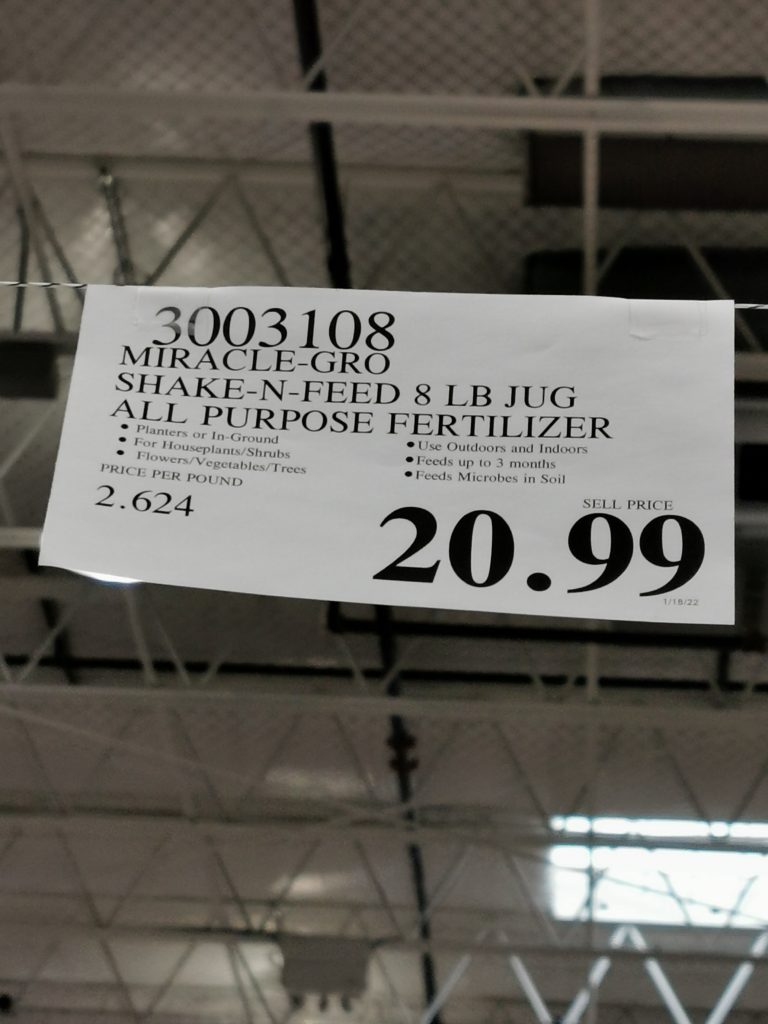 3003108
MIRACLE-GRO
SHAKE-N-FEED 8 LB JUG
ALL PURPOSE FERTILIZER
• Planters or In-Ground
• For Houseplants/Shrubs
• Flowers/Vegetables/Trees
• Use Outdoors and Indoors
• Feeds up to 3 months
• Feeds Microbes in Soil
PRICE PER POUND
2.624
SELL PRICE
20.99
1/18/22